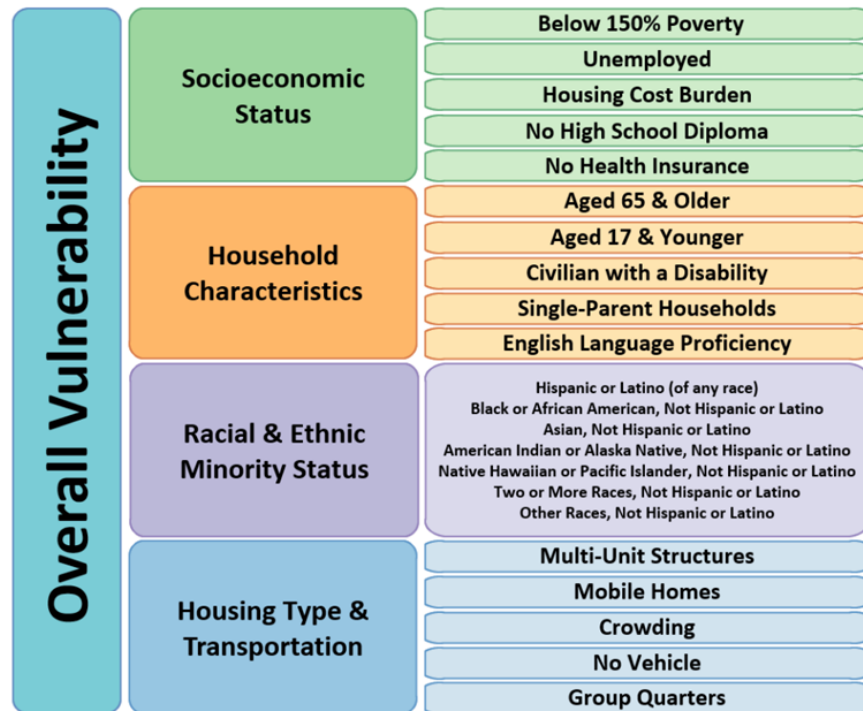 Overall Vulnerability
Socioeconomic
Status
Below 150% Poverty
Unemployed
Housing Cost Burden
No High School Diploma
No Health Insurance
Household
Characteristics
Aged 65 & Older
Aged 17 & Younger
Civilian with a Disability
Single-Parent Households
English Language Proficiency
Racial & Ethnic
Minority Status
Hispanic or Latino (of any race)
Black or African American, Not Hispanic or Latino
Asian, Not Hispanic or Latino
American Indian or Alaska Native, Not Hispanic or Latino
Native Hawaiian or Pacific Islander, Not Hispanic or Latino
Two or More Races, Not Hispanic or Latino
Other Races, Not Hispanic or Latino
Housing Type &
Transportation
Multi-Unit Structures
Mobile Homes
Crowding
No Vehicle
Group Quarters